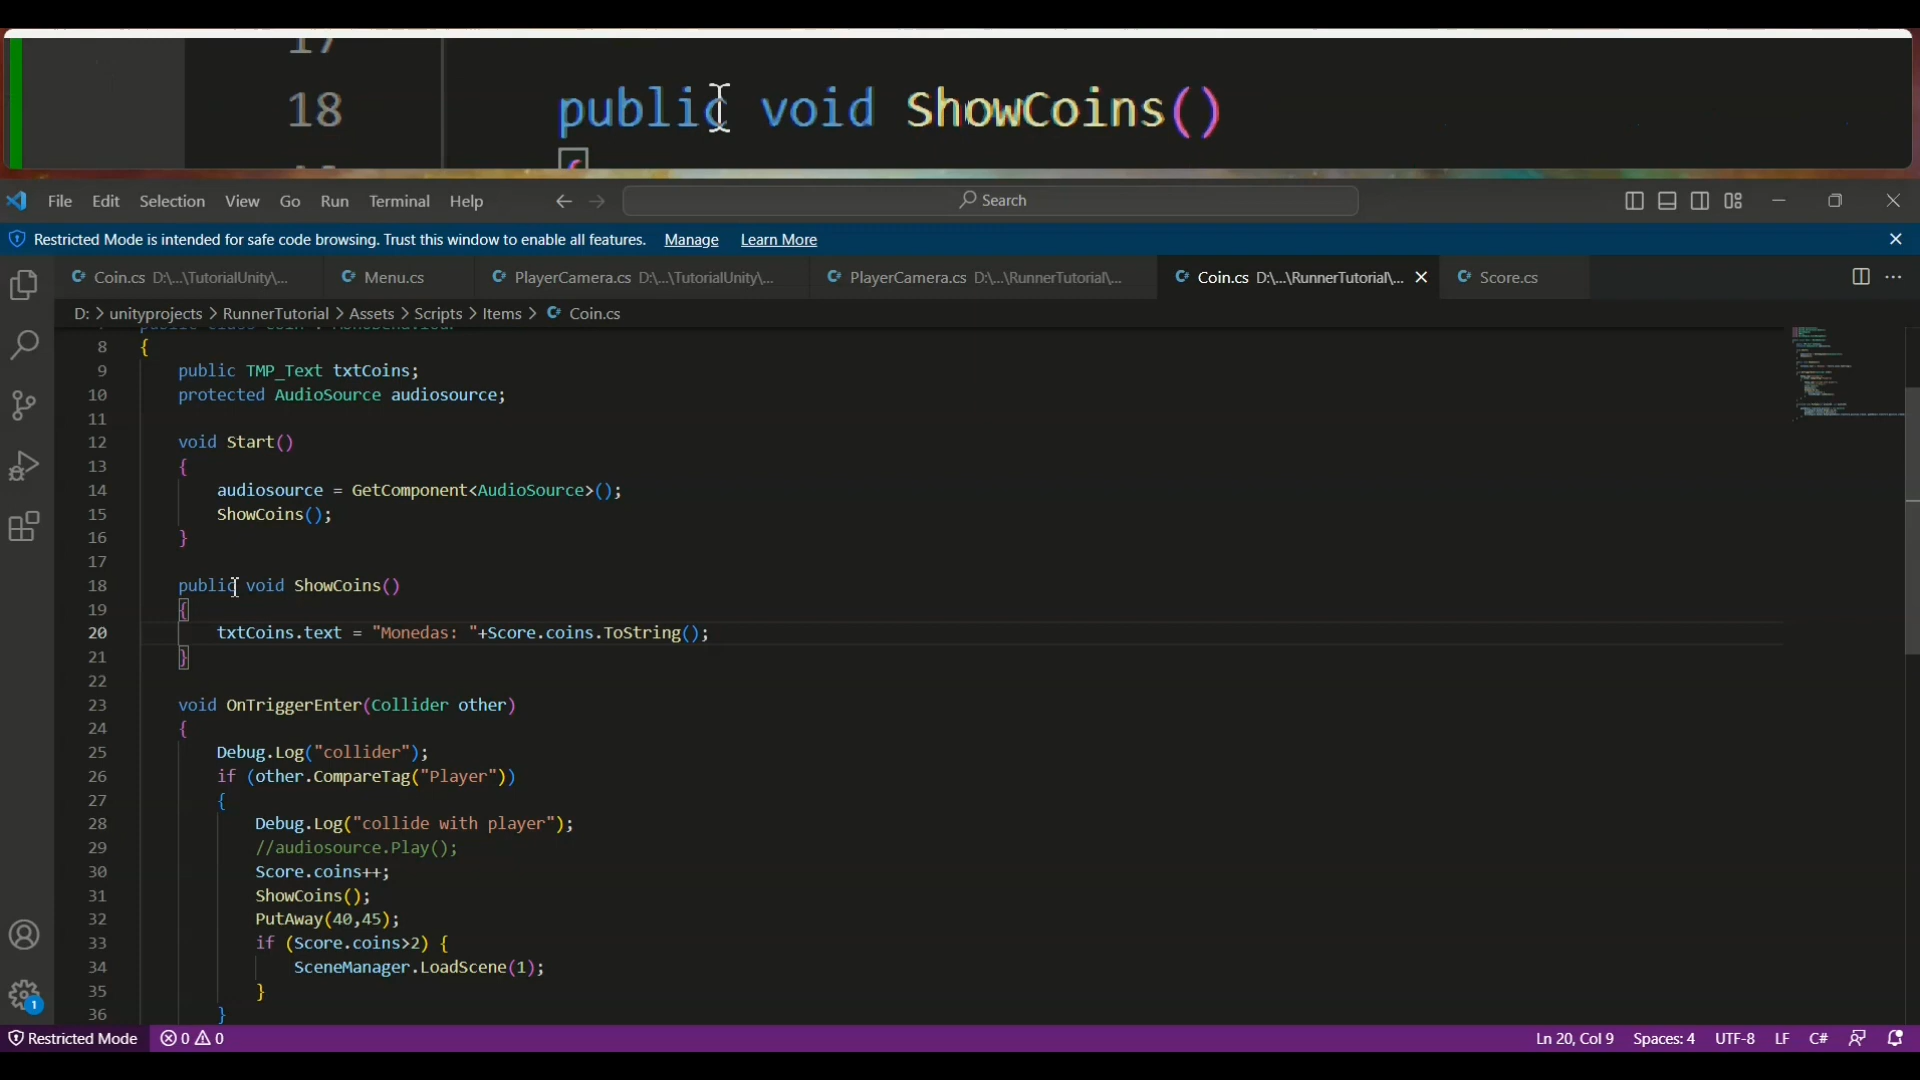 17
18 public void ShowCoins()
{
File Edit Selection View Go Run Terminal Help Search
Restricted Mode is intended for safe code browsing. Trust this window to enable all features. Manage Learn More
Coin.cs D:\...\TutorialUnity\... Menu.cs PlayerCamera.cs D:\...\TutorialUnity\... PlayerCamera.cs D:\...\RunnerTutorial\... Coin.cs D:\...\RunnerTutorial\... Score.cs
D: > unityprojects > RunnerTutorial > Assets > Scripts > Items > Coin.cs
8 {
9 public TMP_Text txtCoins;
10 protected AudioSource audiosource;
11
12 void Start()
13 {
14 audiosource = GetComponent<AudioSource>();
15 ShowCoins();
16 }
17
18 public void ShowCoins()
19 {
20 txtCoins.text = "Monedas: "+Score.coins.ToString();
21 }
22
23 void OnTriggerEnter(Collider other)
24 {
25 Debug.Log("collider");
26 if (other.CompareTag("Player"))
27 {
28 Debug.Log("collide with player");
29 //audiosource.Play();
30 Score.coins++;
31 ShowCoins();
32 PutAway(40,45);
33 if (Score.coins>2) {
34 SceneManager.LoadScene(1);
35 }
36 }
1
Restricted Mode 0 0 Ln 20, Col 9 Spaces: 4 UTF-8 LF C#